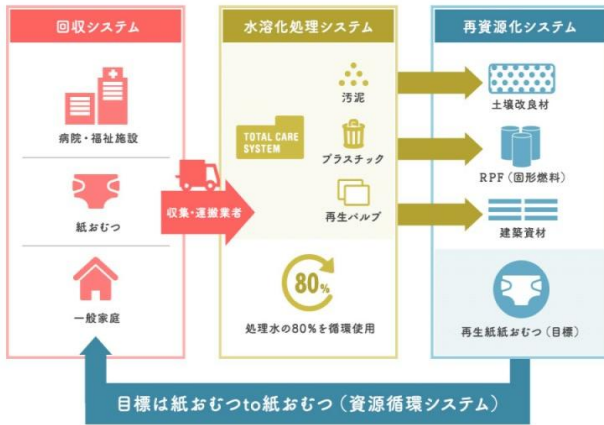 回収システム
病院・福祉施設
紙おむつ
一般家庭
収集・運搬業者
水溶化処理システム
TOTAL CARE
SYSTEM
汚泥
プラスチック
再生パルプ
80%
処理水の80%を循環使用
再資源化システム
土壌改良材
RPF(固形燃料)
建築資材
再生紙紙おむつ(目標)
目標は紙おむつto紙おむつ(資源循環システム)